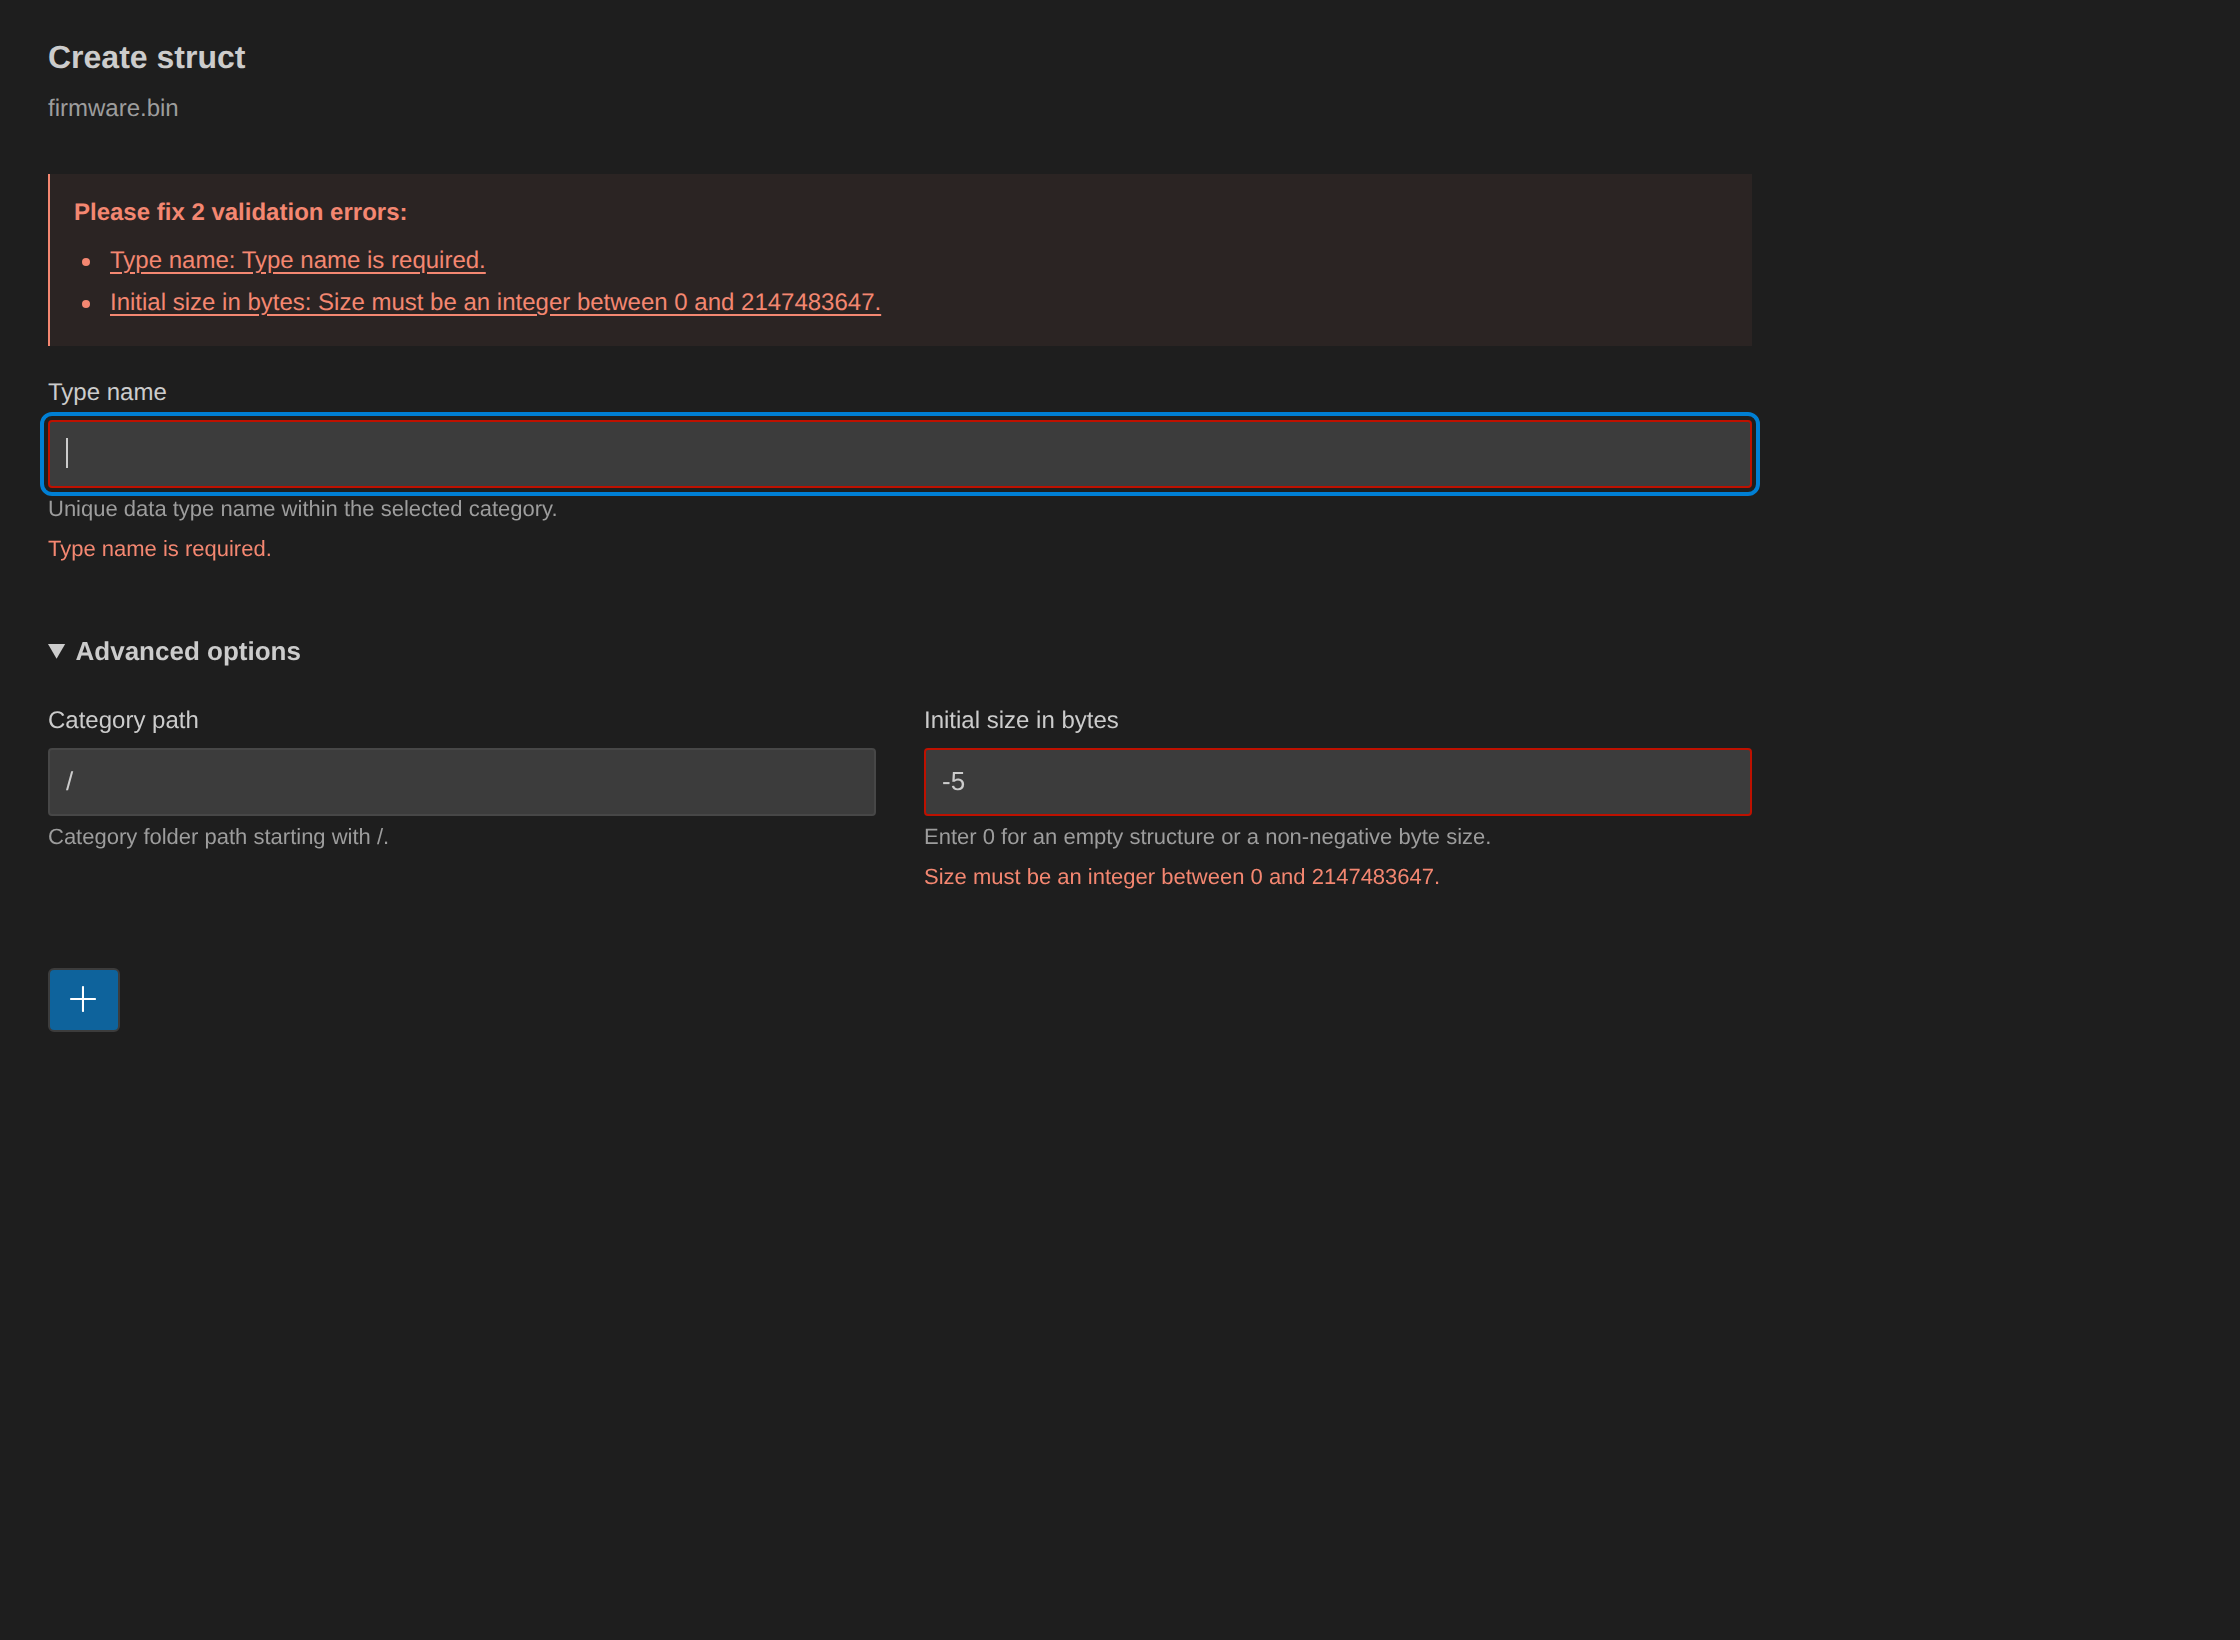 Create struct
firmware.bin
Please fix 2 validation errors:
Type name: Type name is required.
Initial size in bytes: Size must be an integer between 0 and 2147483647.
Type name
Unique data type name within the selected category.
Type name is required.
Advanced options
Category path
/
Category folder path starting with /.
Initial size in bytes
-5
Enter 0 for an empty structure or a non-negative byte size.
Size must be an integer between 0 and 2147483647.